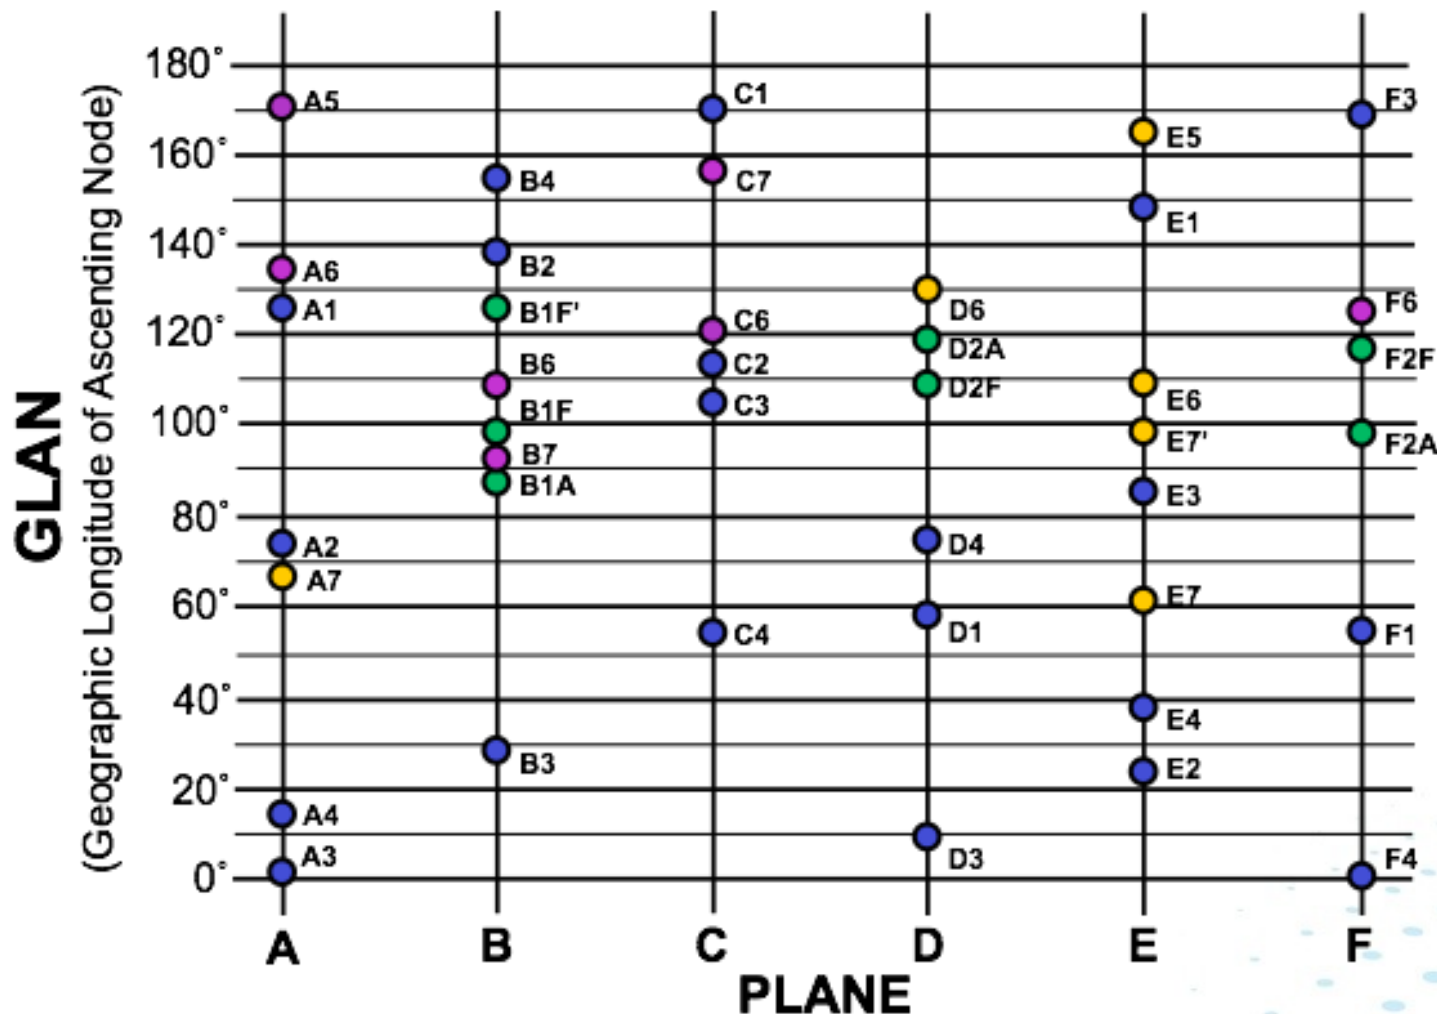 GLAN
(Geographic Longitude of Ascending Node)
180°
160°
140°
120°
100°
80°
60°
40°
20°
0°
A5
A6
A1
A2
A7
A4
A3
B4
B2
B1F'
B6
B1F
B7
B1A
B3
C1
C7
C6
C2
C3
C4
D6
D2A
D2F
D4
D1
D3
E5
E1
E6
E7'
E3
E7
E4
E2
F3
F6
F2F
F2A
F1
F4
A B C D E F
PLANE